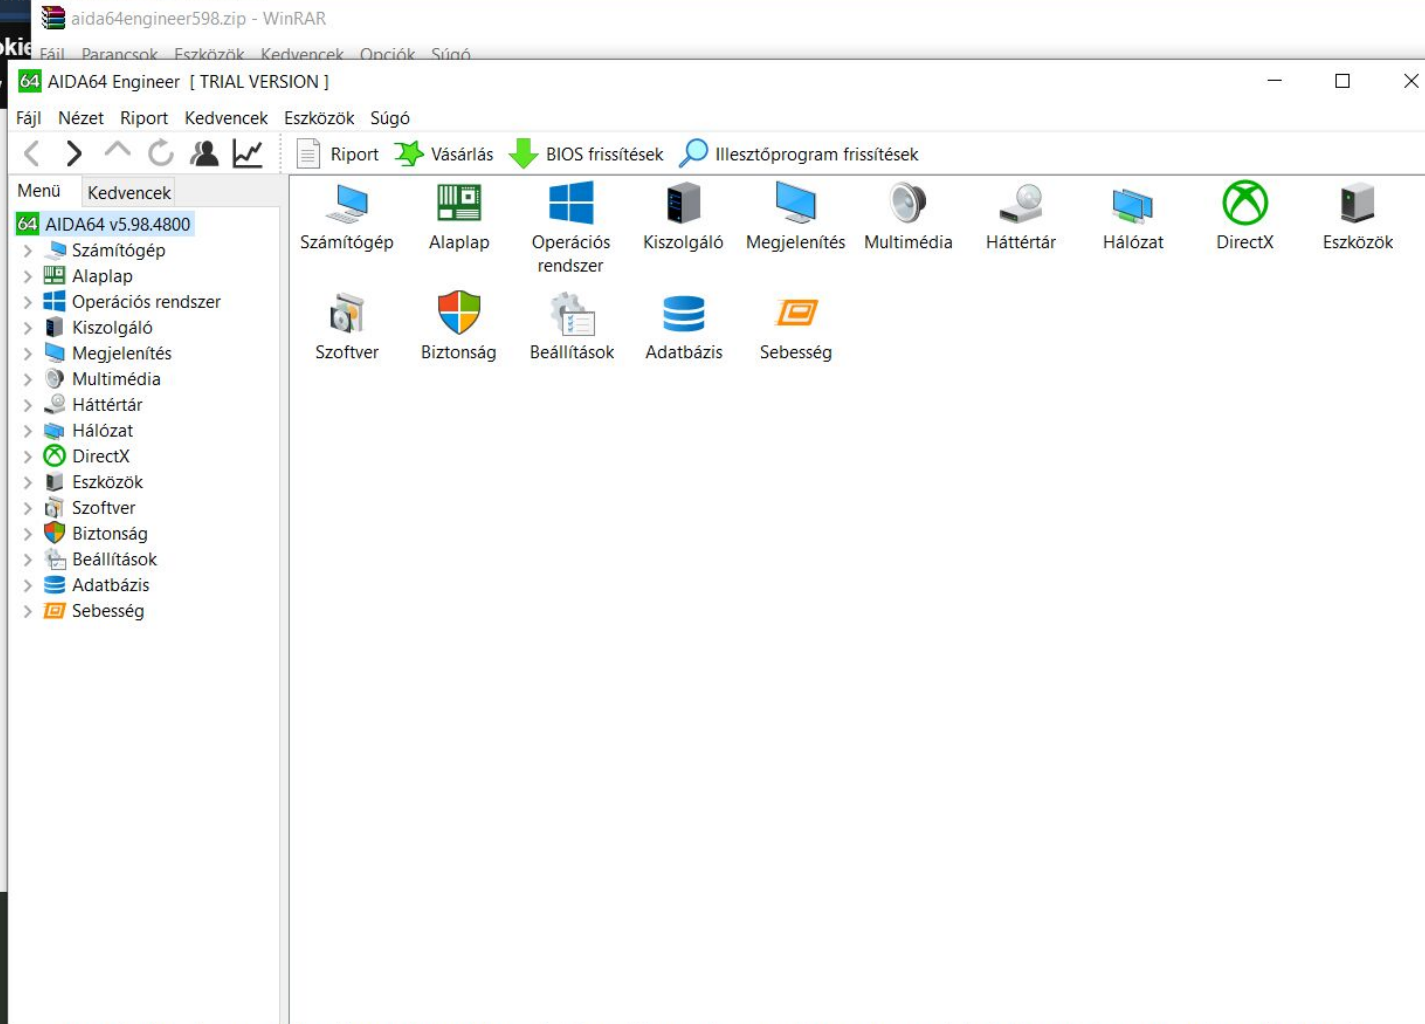 aida64engineer598.zip - WinRAR
Fájl Parancsok Eszközök Kedvencek Opciók Súgó
64 AIDA64 Engineer [ TRIAL VERSION ]
Fájl Nézet Riport Kedvencek Eszközök Súgó
Riport Vásárlás BIOS frissítések Illesztőprogram frissítések
Menü Kedvencek
64 AIDA64 v5.98.4800
Számítógép
Alaplap
Operációs rendszer
Kiszolgáló
Megjelenítés
Multimédia
Háttértár
Hálózat
DirectX
Eszközök
Szoftver
Biztonság
Beállítások
Adatbázis
Sebesség
Számítógép Alaplap Operációs rendszer Kiszolgáló Megjelenítés Multimédia Háttértár Hálózat DirectX Eszközök
Szoftver Biztonság Beállítások Adatbázis Sebesség